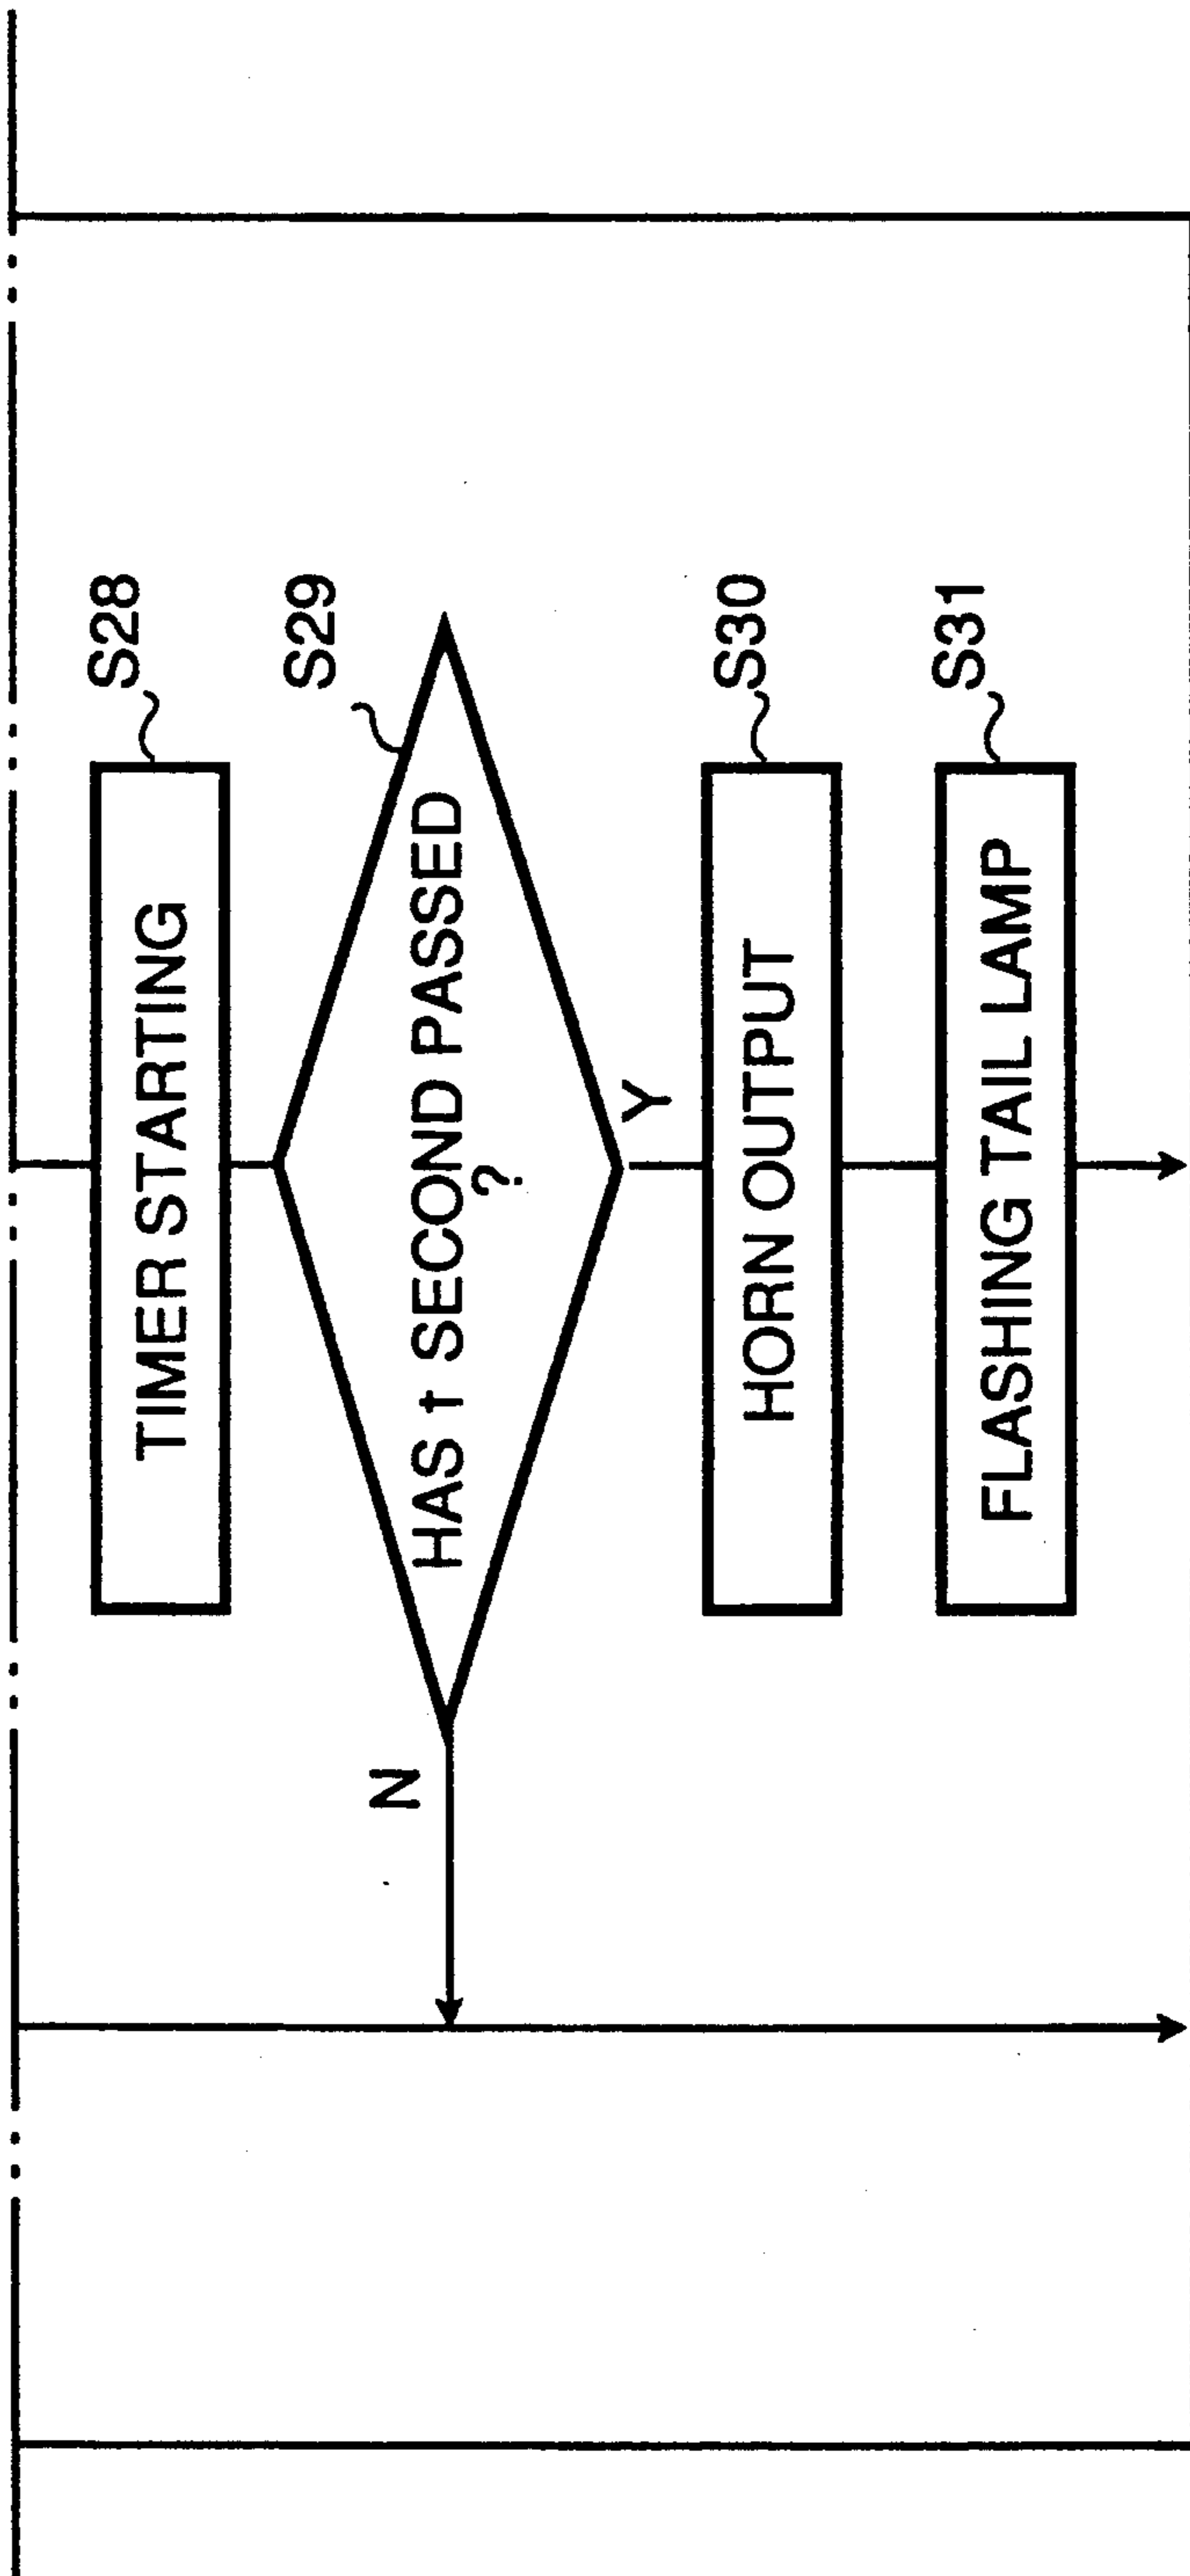 S28
TIMER STARTING
S29
HAS t SECOND PASSED
?
N
Y
S30
HORN OUTPUT
S31
FLASHING TAIL LAMP